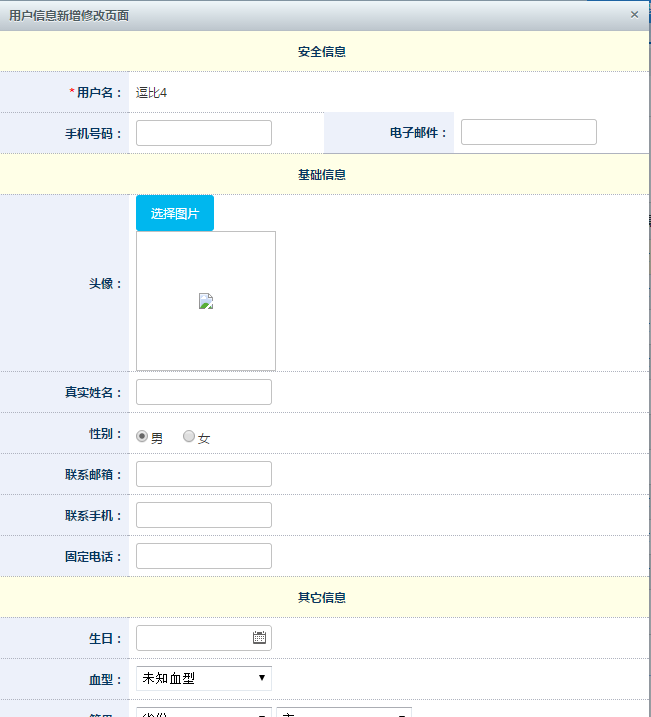 用户信息新增修改页面 ×
安全信息
*用户名： 逗比4
手机号码： 电子邮件：
基础信息
选择图片
头像：
真实姓名：
性别： 男 女
联系邮箱：
联系手机：
固定电话：
其它信息
生日：
血型： 未知血型